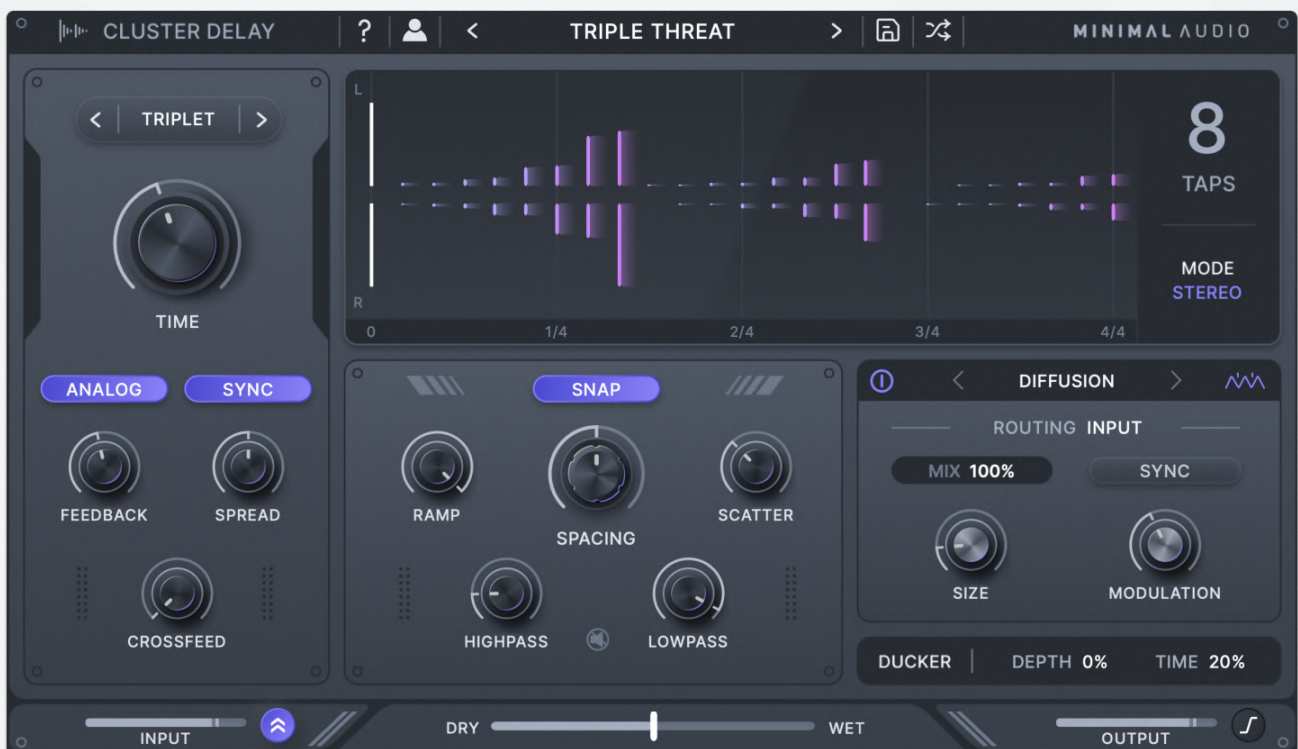 CLUSTER DELAY
?
TRIPLE THREAT
MINIMAL AUDIO
TRIPLET
TIME
ANALOG
SYNC
FEEDBACK
SPREAD
CROSSFEED
L
R
0
1/4
2/4
3/4
4/4
8
TAPS
MODE
STEREO
SNAP
RAMP
SPACING
SCATTER
HIGHPASS
LOWPASS
DIFFUSION
ROUTING INPUT
MIX 100%
SYNC
SIZE
MODULATION
DUCKER
DEPTH 0%
TIME 20%
INPUT
DRY
WET
OUTPUT